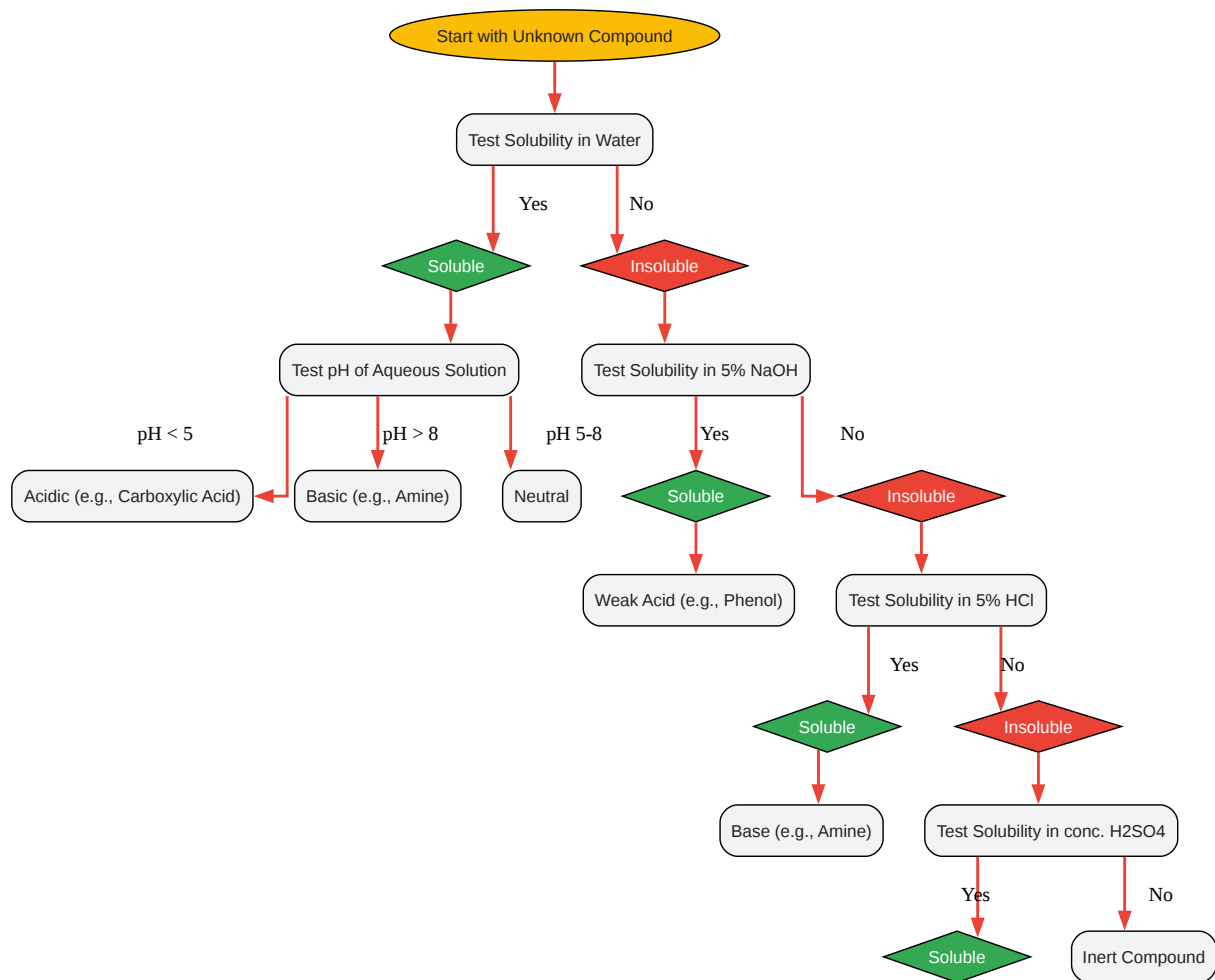 Start with Unknown Compound
Test Solubility in Water
Yes
No
Soluble
Insoluble
Test pH of Aqueous Solution
Test Solubility in 5% NaOH
pH < 5
pH > 8
pH 5-8
Yes
No
Acidic (e.g., Carboxylic Acid)
Basic (e.g., Amine)
Neutral
Soluble
Insoluble
Weak Acid (e.g., Phenol)
Test Solubility in 5% HCl
Yes
No
Soluble
Insoluble
Base (e.g., Amine)
Test Solubility in conc. H2SO4
Yes
No
Soluble
Inert Compound